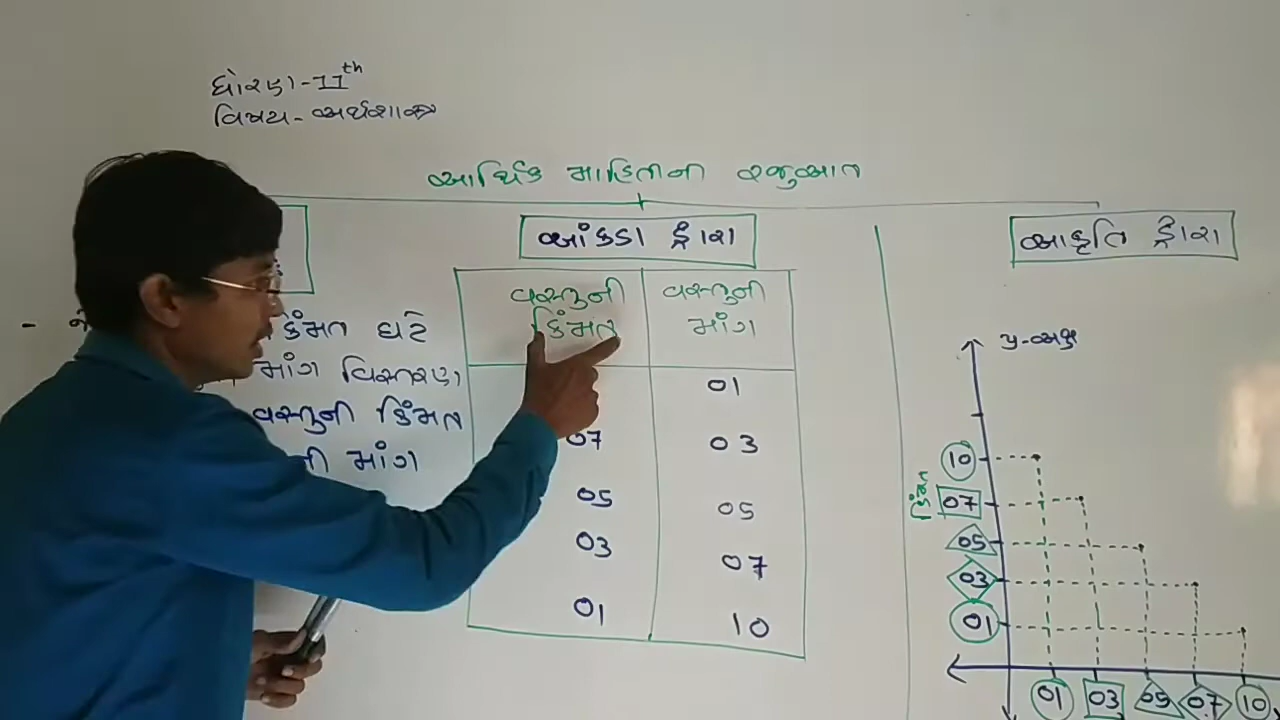 ધોરણ-11th
વિષય-અર્થશાસ્ત્ર
આર્થિક માહિતીની રજુઆત
કિંમત ઘટે
માંગ વિસ્તરણ
વસ્તુની કિંમત
ની માંગ
આંકડા દ્વારા
વસ્તુની કિંમત | વસ્તુની માંગ
01
07 03
05 05
03 07
01 10
આકૃતિ દ્વારા
y-અક્ષ
કિંમત
10
07
05
03
01
01 03 05 07 10